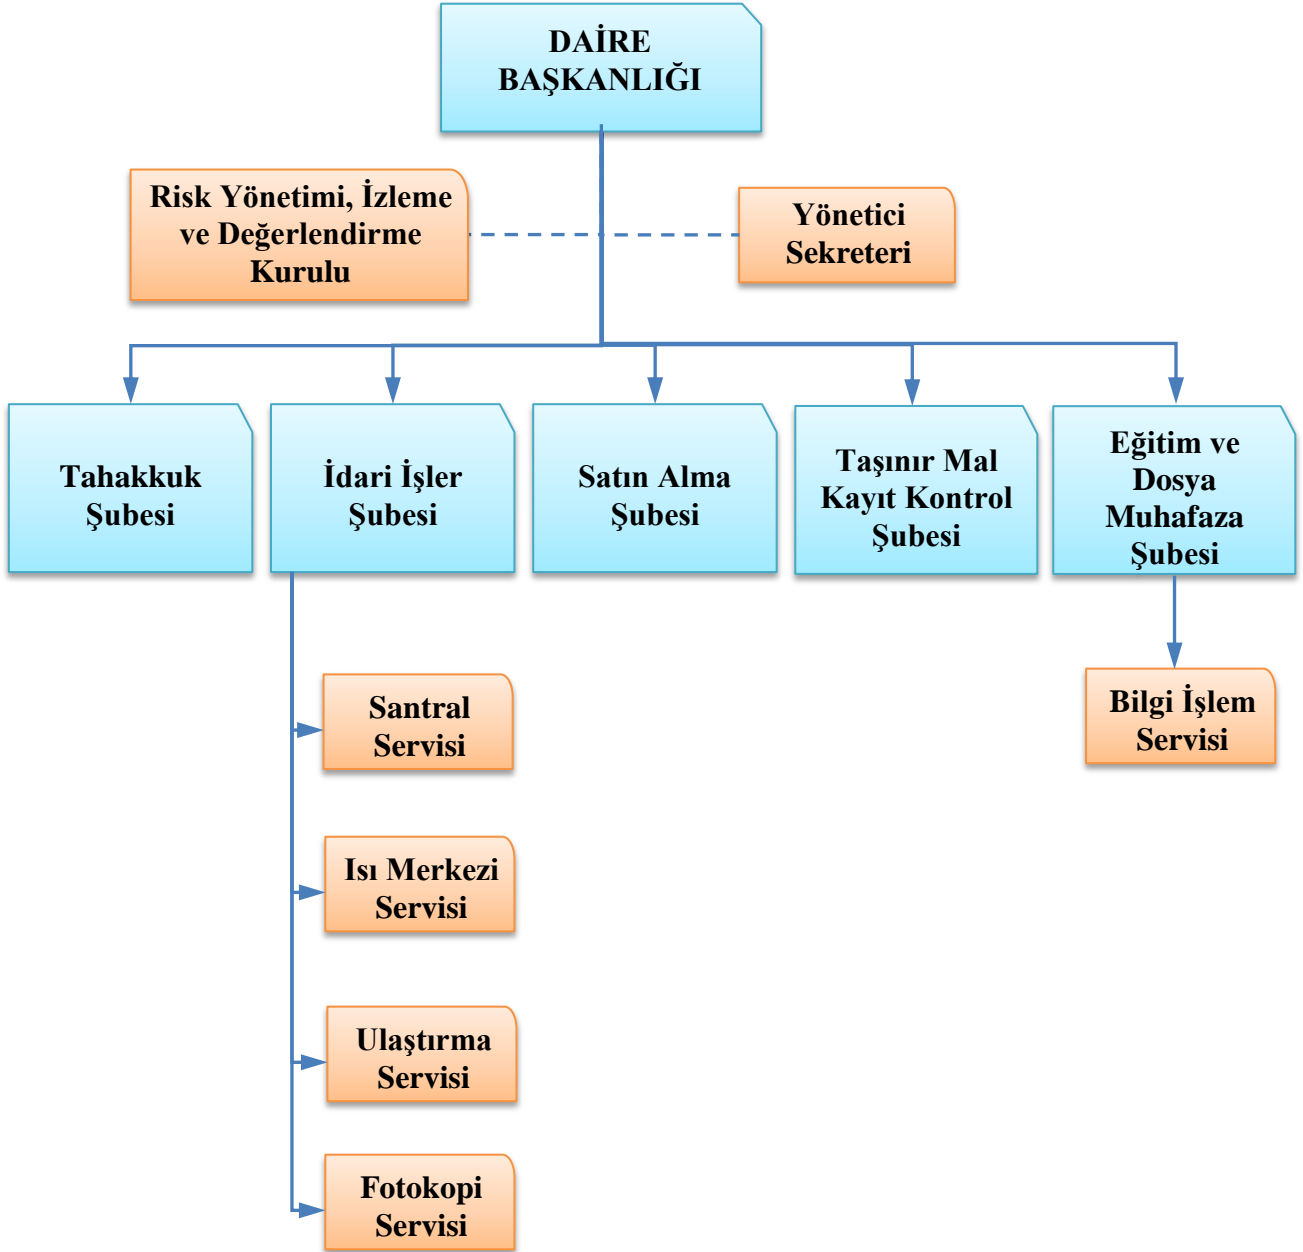 DAİRE
BAŞKANLIĞI
Risk Yönetimi, İzleme
ve Değerlendirme
Kurulu
Yönetici
Sekreteri
Tahakkuk
Şubesi
İdari İşler
Şubesi
Satın Alma
Şubesi
Taşınır Mal
Kayıt Kontrol
Şubesi
Eğitim ve
Dosya
Muhafaza
Şubesi
Santral
Servisi
Bilgi İşlem
Servisi
Isı Merkezi
Servisi
Ulaştırma
Servisi
Fotokopi
Servisi